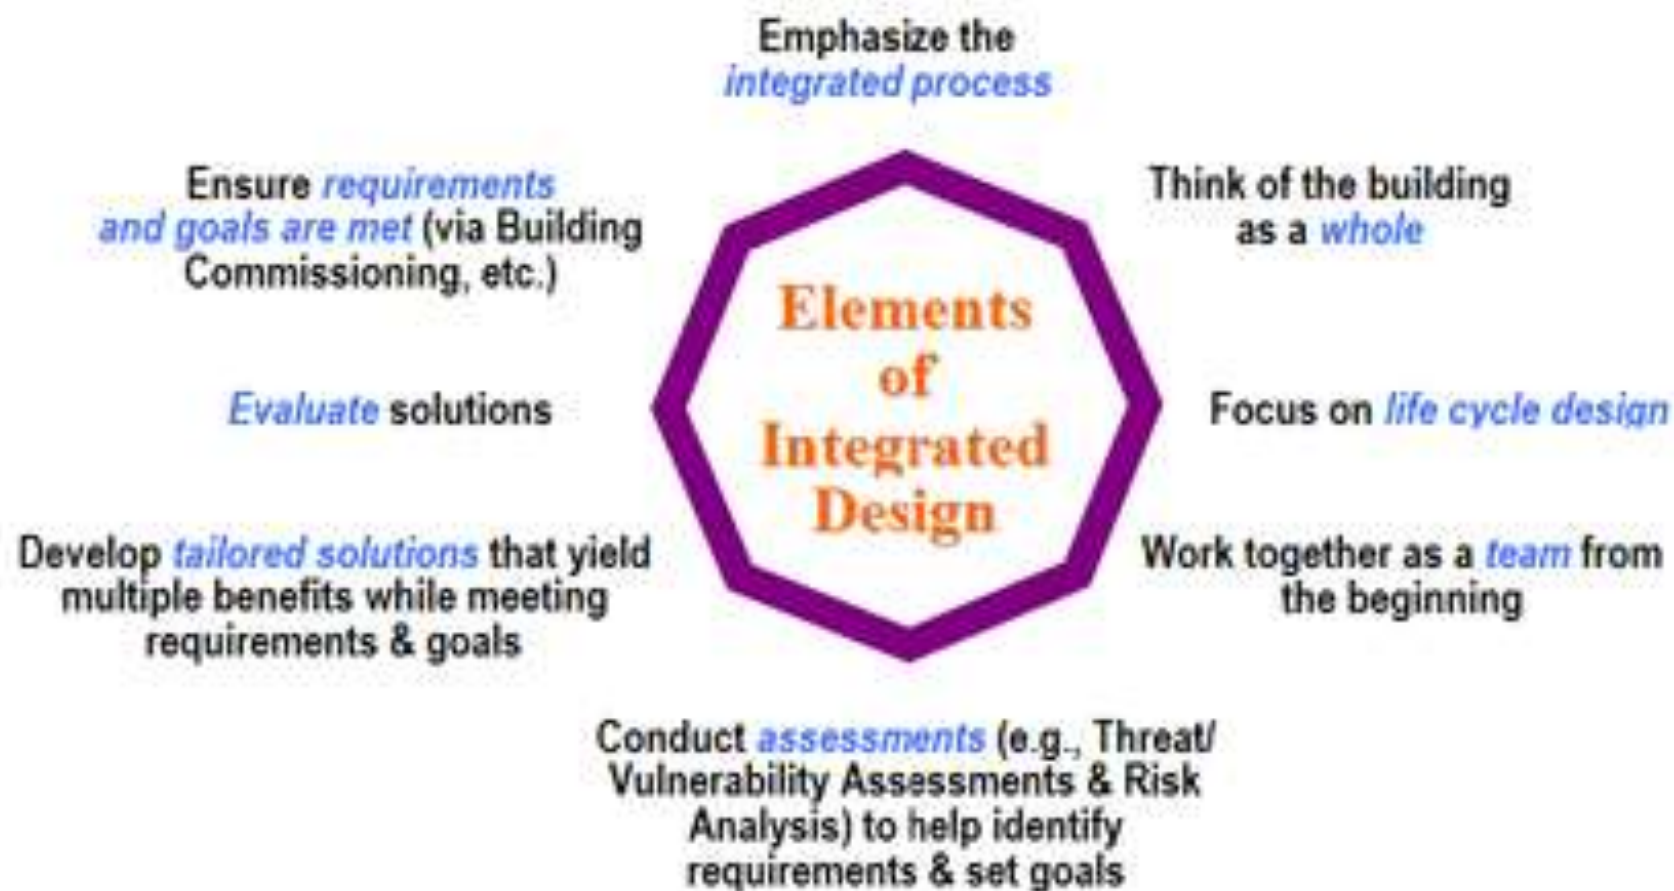 Emphasize the
integrated process
Think of the building
as a whole
Focus on life cycle design
Work together as a team from
the beginning
Conduct assessments (e.g., Threat/
Vulnerability Assessments & Risk
Analysis) to help identify
requirements & set goals
Develop tailored solutions that yield
multiple benefits while meeting
requirements & goals
Evaluate solutions
Ensure requirements
and goals are met (via Building
Commissioning, etc.)
Elements
of
Integrated
Design